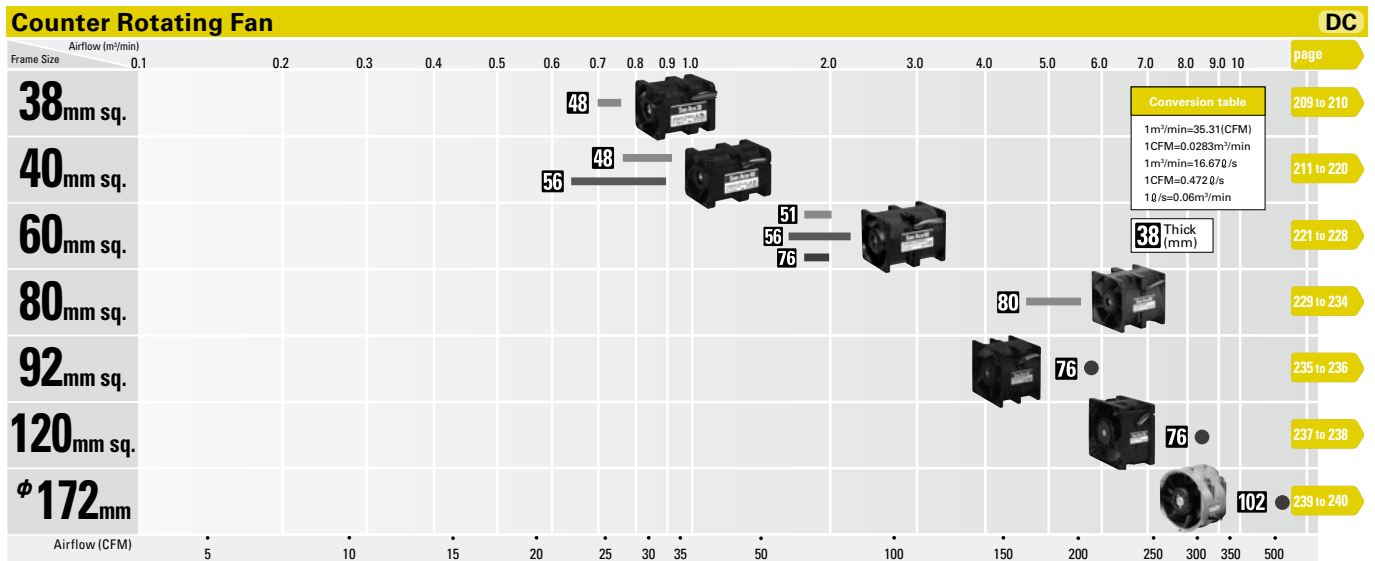 Counter Rotating Fan
DC
Airflow (m³/min)
Frame Size
0.1 0.2 0.3 0.4 0.5 0.6 0.7 0.8 0.9 1.0 2.0 3.0 4.0 5.0 6.0 7.0 8.0 9.0 10
page
38mm sq.
48
209 to 210
Conversion table
1m³/min=35.31(CFM)
1CFM=0.0283m³/min
1m³/min=16.67ℓ/s
1CFM=0.472ℓ/s
1ℓ/s=0.06m³/min
38 Thick
(mm)
40mm sq.
48
56
211 to 220
60mm sq.
51
56
76
221 to 228
80mm sq.
80
229 to 234
92mm sq.
76
235 to 236
120mm sq.
76
237 to 238
φ172mm
102
239 to 240
Airflow (CFM)
5 10 15 20 25 30 35 50 100 150 200 250 300 350 500